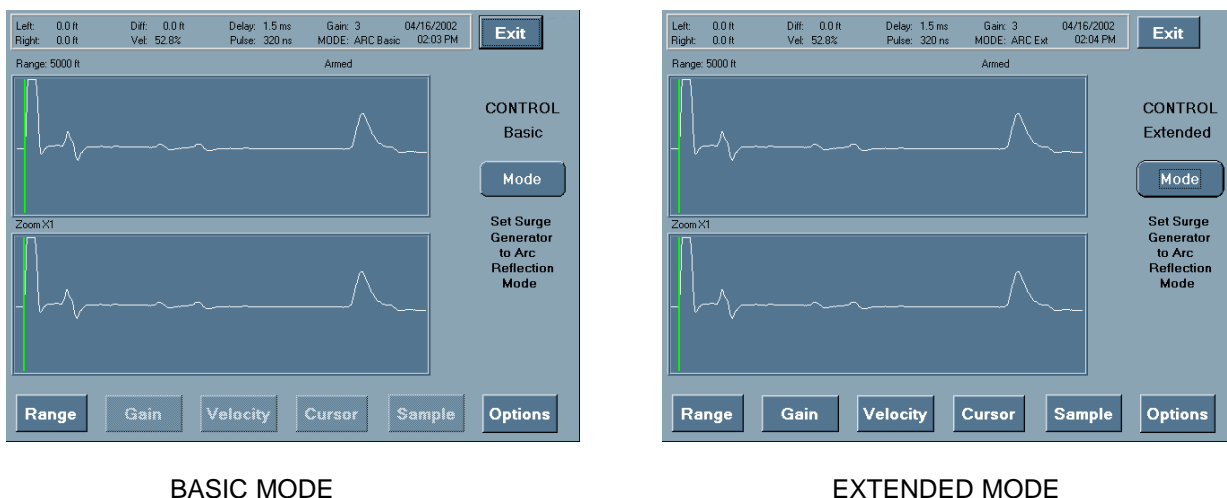 Left: 0.0 ft Diff: 0.0 ft Delay: 1.5 ms Gain: 3 04/16/2002
Right: 0.0 ft Vel: 52.8% Pulse: 320 ns MODE: ARC Basic 02:03 PM
Exit
Range: 5000 ft Armed
CONTROL
Basic
Mode
Zoom X1
Set Surge
Generator
to Arc
Reflection
Mode
Range Gain Velocity Cursor Sample Options
BASIC MODE
Left: 0.0 ft Diff: 0.0 ft Delay: 1.5 ms Gain: 3 04/16/2002
Right: 0.0 ft Vel: 52.8% Pulse: 320 ns MODE: ARC Ext 02:04 PM
Exit
Range: 5000 ft Armed
CONTROL
Extended
Mode
Zoom X1
Set Surge
Generator
to Arc
Reflection
Mode
Range Gain Velocity Cursor Sample Options
EXTENDED MODE